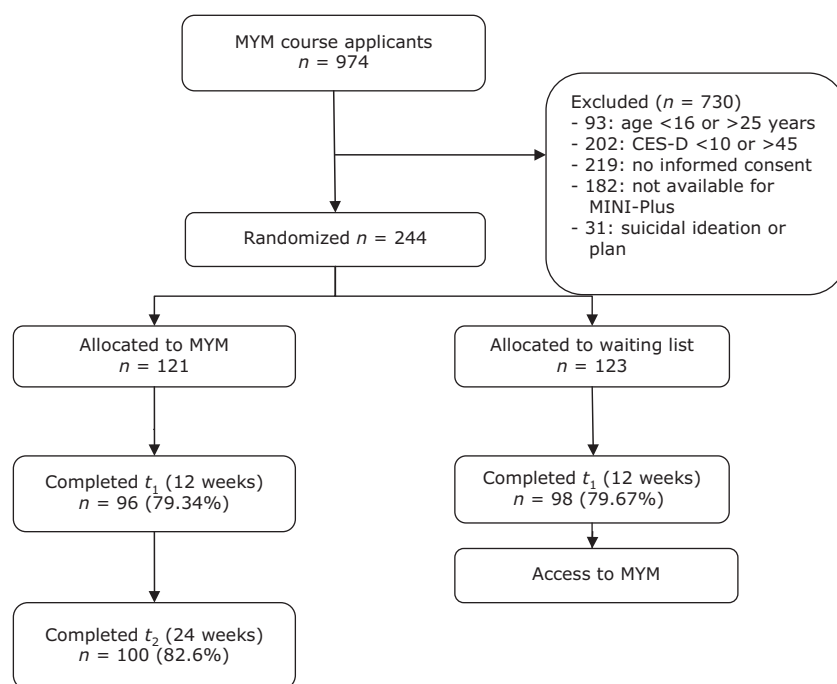 MYM course applicants
n = 974
Excluded (n = 730)
- 93: age <16 or >25 years
- 202: CES-D <10 or >45
- 219: no informed consent
- 182: not available for
MINI-Plus
- 31: suicidal ideation or
plan
Randomized n = 244
Allocated to MYM
n = 121
Allocated to waiting list
n = 123
Completed t1 (12 weeks)
n = 96 (79.34%)
Completed t1 (12 weeks)
n = 98 (79.67%)
Access to MYM
Completed t2 (24 weeks)
n = 100 (82.6%)